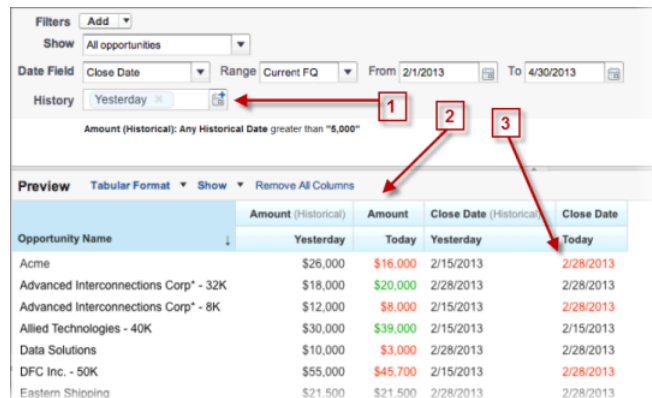 Filters Add
Show All opportunities
Date Field Close Date Range Current FQ From 2/1/2013 To 4/30/2013
History Yesterday ×
1
Amount (Historical): Any Historical Date greater than "5,000"
2
3
Preview Tabular Format Show Remove All Columns
Amount (Historical) Amount Close Date (Historical) Close Date
Opportunity Name ↓ Yesterday Today Yesterday Today
Acme $26,000 $16,000 2/15/2013 2/28/2013
Advanced Interconnections Corp* - 32K $18,000 $20,000 2/28/2013 2/28/2013
Advanced Interconnections Corp* - 8K $12,000 $8,000 2/15/2013 2/28/2013
Allied Technologies - 40K $30,000 $39,000 2/15/2013 2/15/2013
Data Solutions $10,000 $3,000 2/28/2013 2/28/2013
DFC Inc. - 50K $55,000 $45,700 2/15/2013 2/28/2013
Eastern Shipping $21,500 $21,500 2/28/2013 2/28/2013